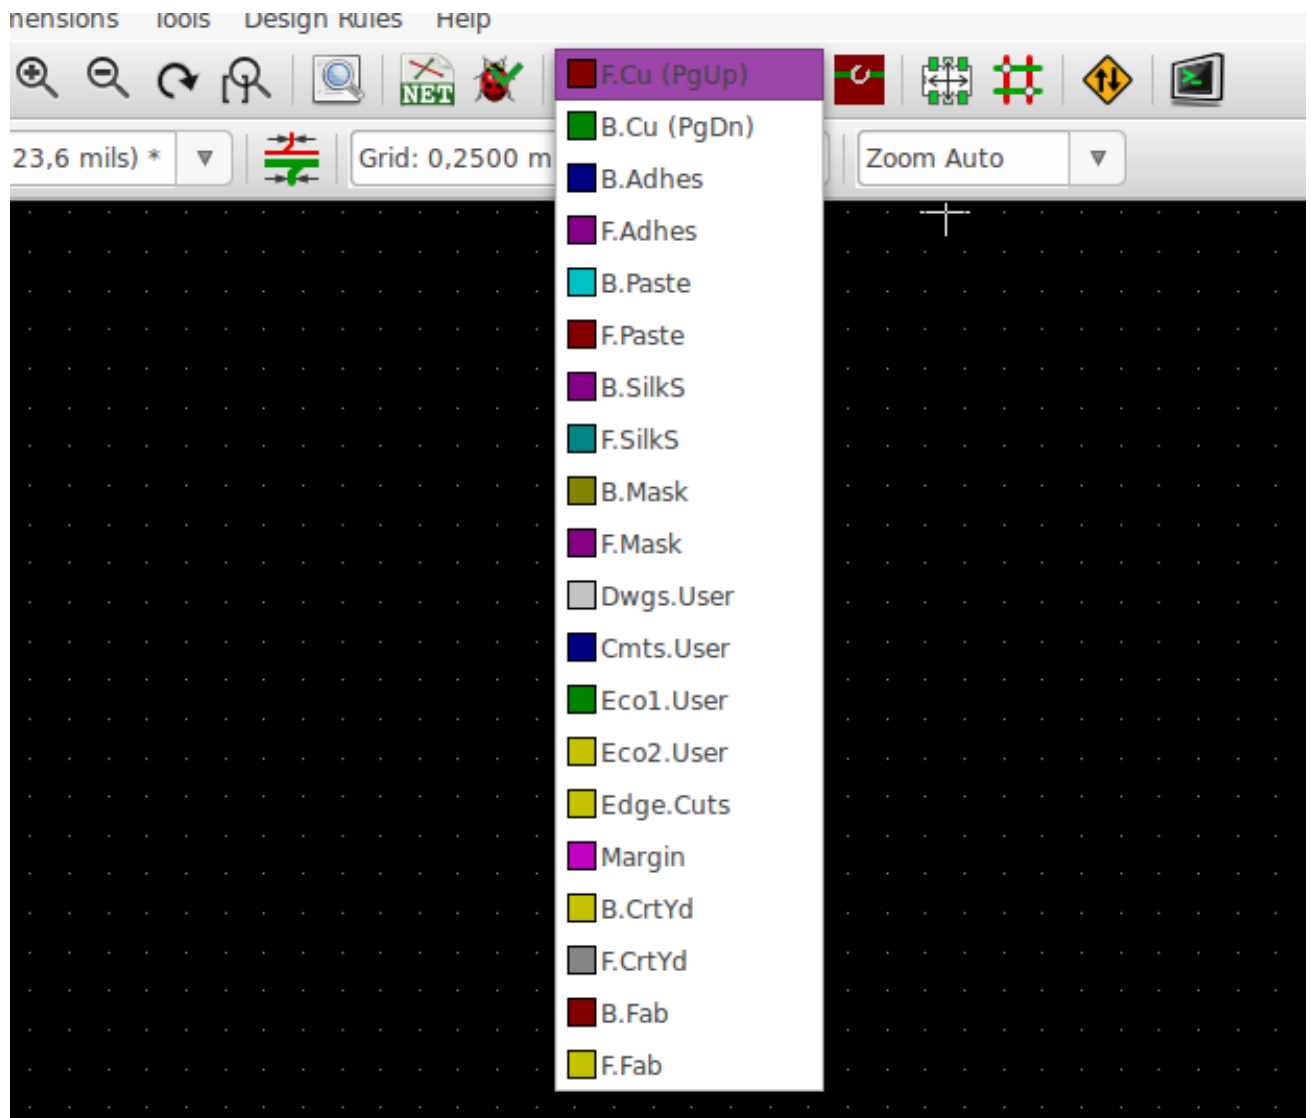 mensions Tools Design Rules Help
NET
23,6 mils) * Grid: 0,2500 m Zoom Auto
F.Cu (PgUp)
B.Cu (PgDn)
B.Adhes
F.Adhes
B.Paste
F.Paste
B.SilkS
F.SilkS
B.Mask
F.Mask
Dwgs.User
Cmts.User
Eco1.User
Eco2.User
Edge.Cuts
Margin
B.CrtYd
F.CrtYd
B.Fab
F.Fab